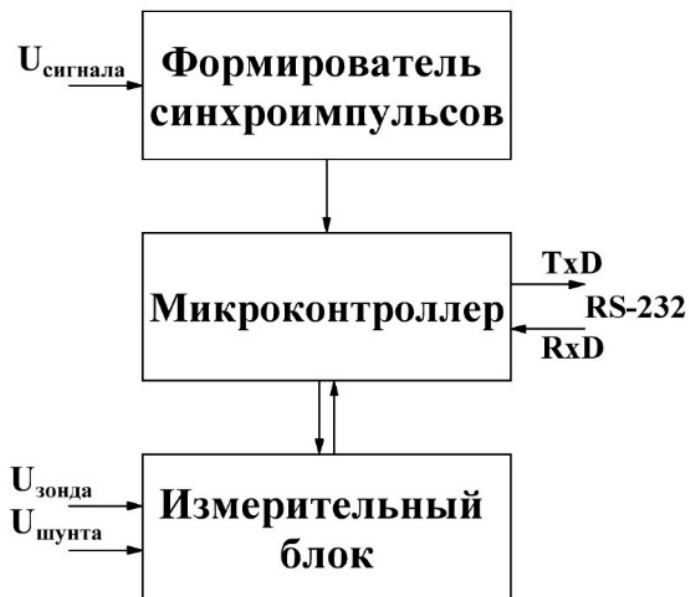 Uсигнала
Формирователь
синхроимпульсов
TxD
Микроконтроллер
RS-232
RxD
Uзонда
Uшунта
Измерительный
блок